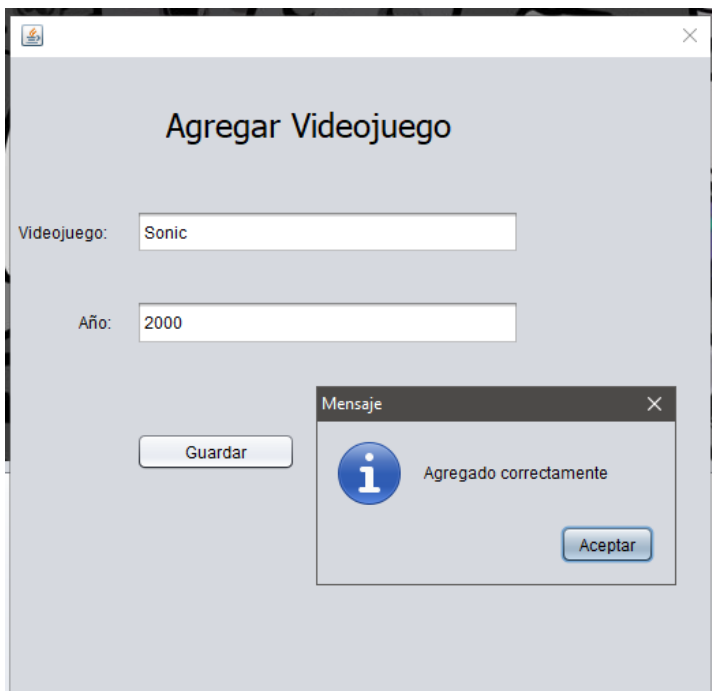 Agregar Videojuego
Videojuego: Sonic
Año: 2000
Guardar
Mensaje
Agregado correctamente
Aceptar